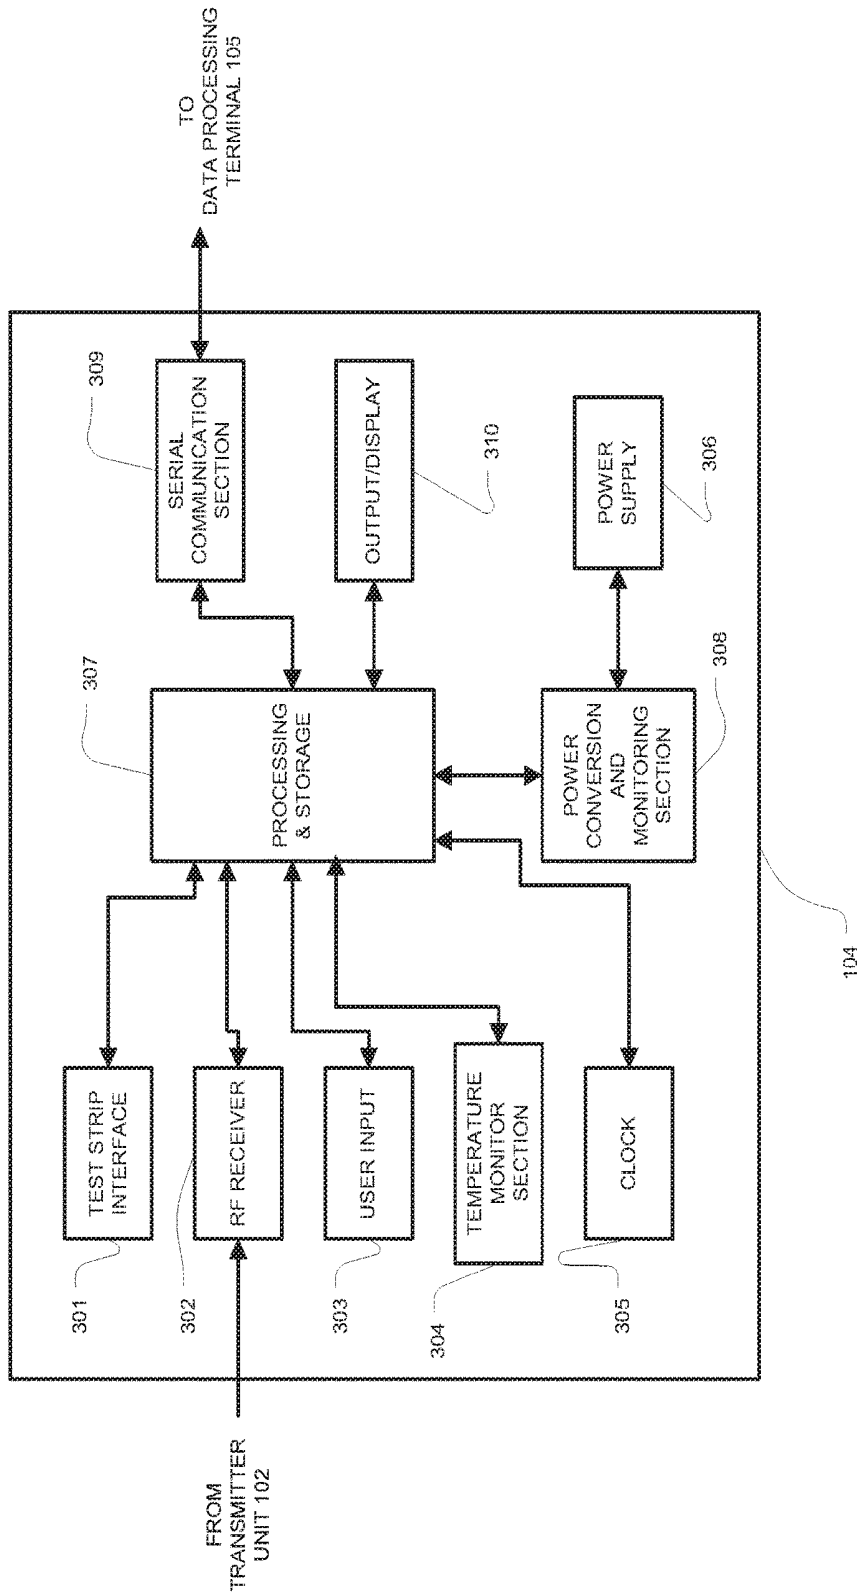 FROM
TRANSMITTER
UNIT 102
301
TEST STRIP
INTERFACE
302
RF RECEIVER
303
USER INPUT
304
TEMPERATURE
MONITOR
SECTION
305
CLOCK
307
PROCESSING
& STORAGE
308
POWER
CONVERSION
AND
MONITORING
SECTION
309
SERIAL
COMMUNICATION
SECTION
310
OUTPUT/DISPLAY
306
POWER
SUPPLY
104
TO
DATA PROCESSING
TERMINAL 105